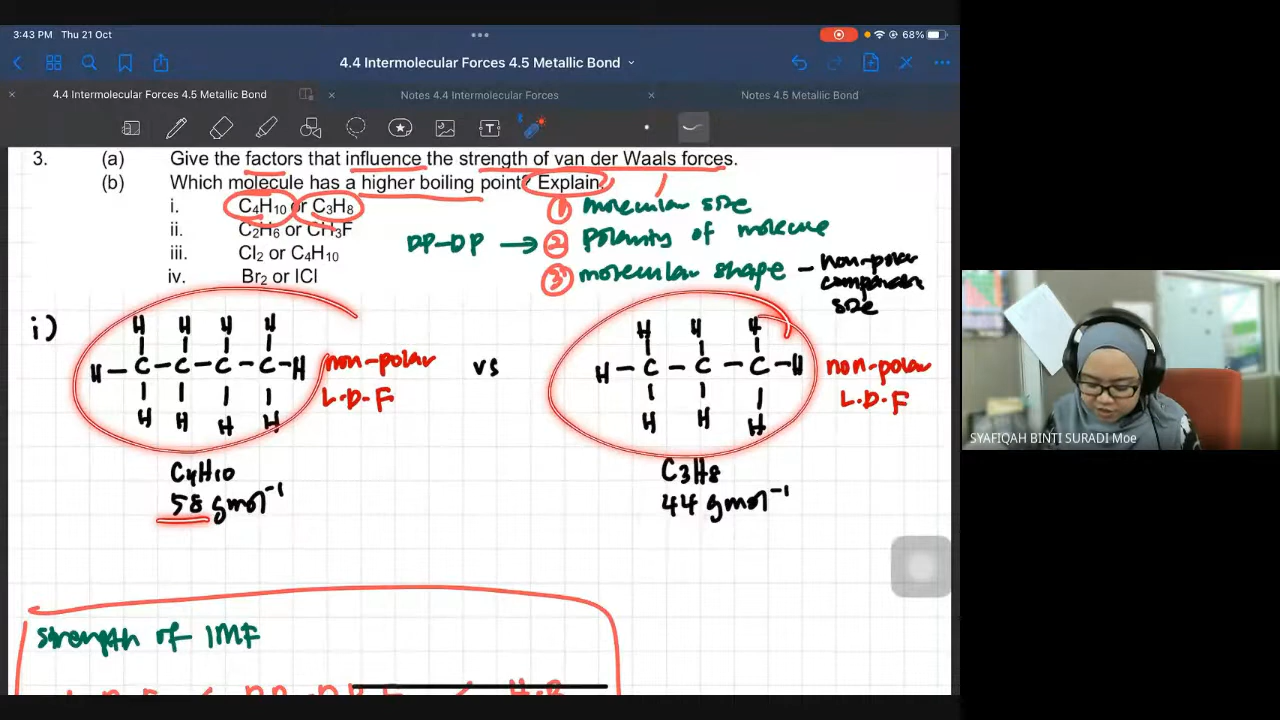 3:43 PM Thu 21 Oct
68%
4.4 Intermolecular Forces 4.5 Metallic Bond
4.4 Intermolecular Forces 4.5 Metallic Bond
Notes 4.4 Intermolecular Forces
Notes 4.5 Metallic Bond
3. (a) Give the factors that influence the strength of van der Waals forces.
(b) Which molecule has a higher boiling point? Explain.
i. C4H10 or C3H8
ii. C2H6 or CH3F
iii. Cl2 or C4H10
iv. Br2 or ICl
1 molecular size
DP-DP → 2 polarity of molecule
3 molecular shape - non-polar
comparable
size
i)
H H H H
H - C - C - C - C - H
H H H H
non-polar
L.D.F
C4H10
58 gmol-1
vs
H H H
H - C - C - C - H
H H H
non-polar
L.D.F
C3H8
44 gmol-1
strength of IMF
SYAFIQAH BINTI SURADI Moe